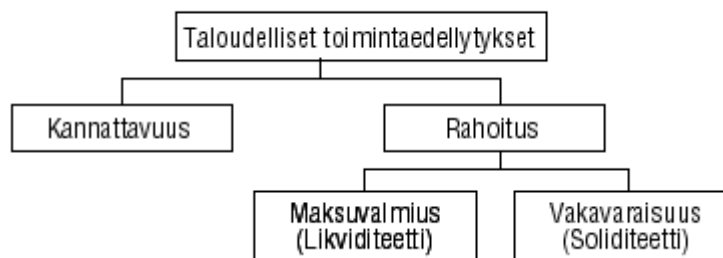 Taloudelliset toimintaedellytykset
Kannattavuus
Rahoitus
Maksuvalmius
(Likviditeetti)
Vakavaraisuus
(Soliditeetti)